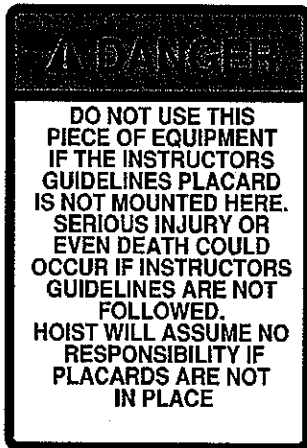 ⚠ DANGER
DO NOT USE THIS
PIECE OF EQUIPMENT
IF THE INSTRUCTORS
GUIDELINES PLACARD
IS NOT MOUNTED HERE.
SERIOUS INJURY OR
EVEN DEATH COULD
OCCUR IF INSTRUCTORS
GUIDELINES ARE NOT
FOLLOWED.
HOIST WILL ASSUME NO
RESPONSIBILITY IF
PLACARDS ARE NOT
IN PLACE